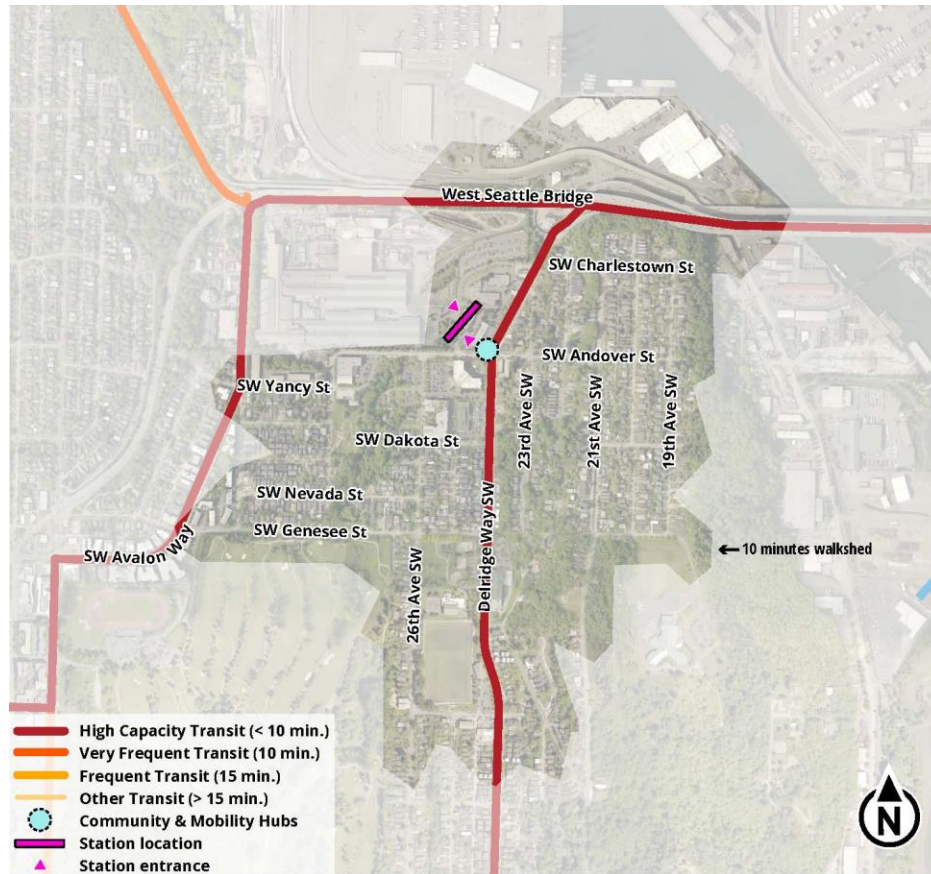 West Seattle Bridge
SW Charlestown St
SW Andover St
SW Yancy St
23rd Ave SW
21st Ave SW
19th Ave SW
SW Dakota St
SW Nevada St
Delridge Way SW
SW Genesee St
SW Avalon Way
10 minutes walkshed
26th Ave SW
High Capacity Transit (< 10 min.)
Very Frequent Transit (10 min.)
Frequent Transit (15 min.)
Other Transit (> 15 min.)
Community & Mobility Hubs
Station location
Station entrance
N